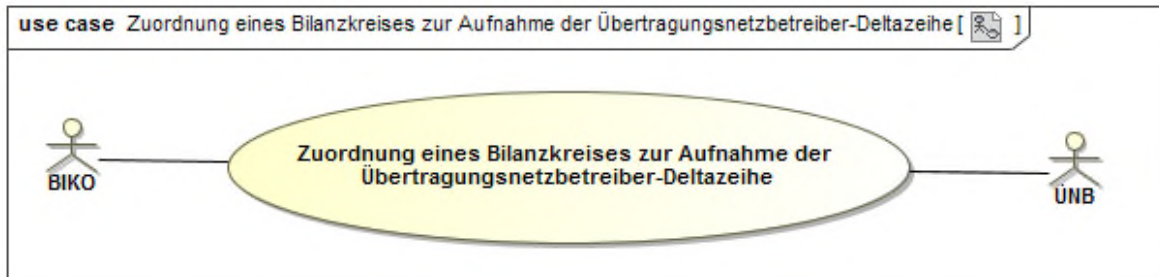 use case Zuordnung eines Bilanzkreises zur Aufnahme der Übertragungsnetzbetreiber-Deltazeihe [ ]
Zuordnung eines Bilanzkreises zur Aufnahme der
Übertragungsnetzbetreiber-Deltazeihe
BIKO
ÜNB